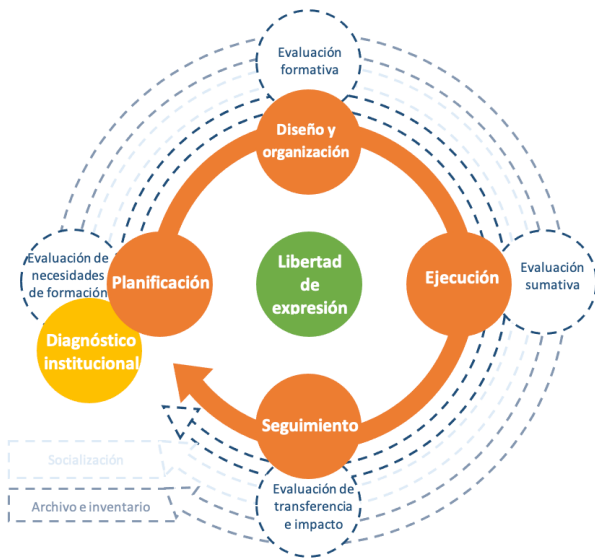 Evaluación
formativa
Diseño y
organización
Evaluación de
necesidades
de formación
Planificación
Libertad
de
expresión
Ejecución
Evaluación
sumativa
Diagnóstico
institucional
Seguimiento
Socialización
Archivo e inventario
Evaluación de
transferencia
e impacto